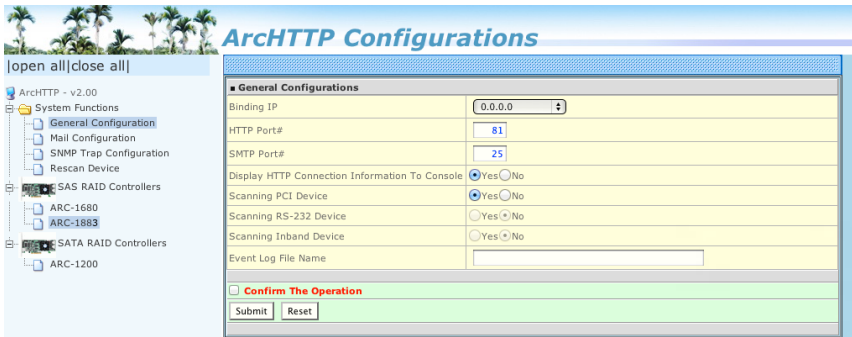 ArcHTTP Configurations
|open all|close all|
ArcHTTP - v2.00
System Functions
General Configuration
Mail Configuration
SNMP Trap Configuration
Rescan Device
SAS RAID Controllers
ARC-1680
ARC-1883
SATA RAID Controllers
ARC-1200
General Configurations
Binding IP 0.0.0.0
HTTP Port# 81
SMTP Port# 25
Display HTTP Connection Information To Console Yes No
Scanning PCI Device Yes No
Scanning RS-232 Device Yes No
Scanning Inband Device Yes No
Event Log File Name
Confirm The Operation
Submit Reset